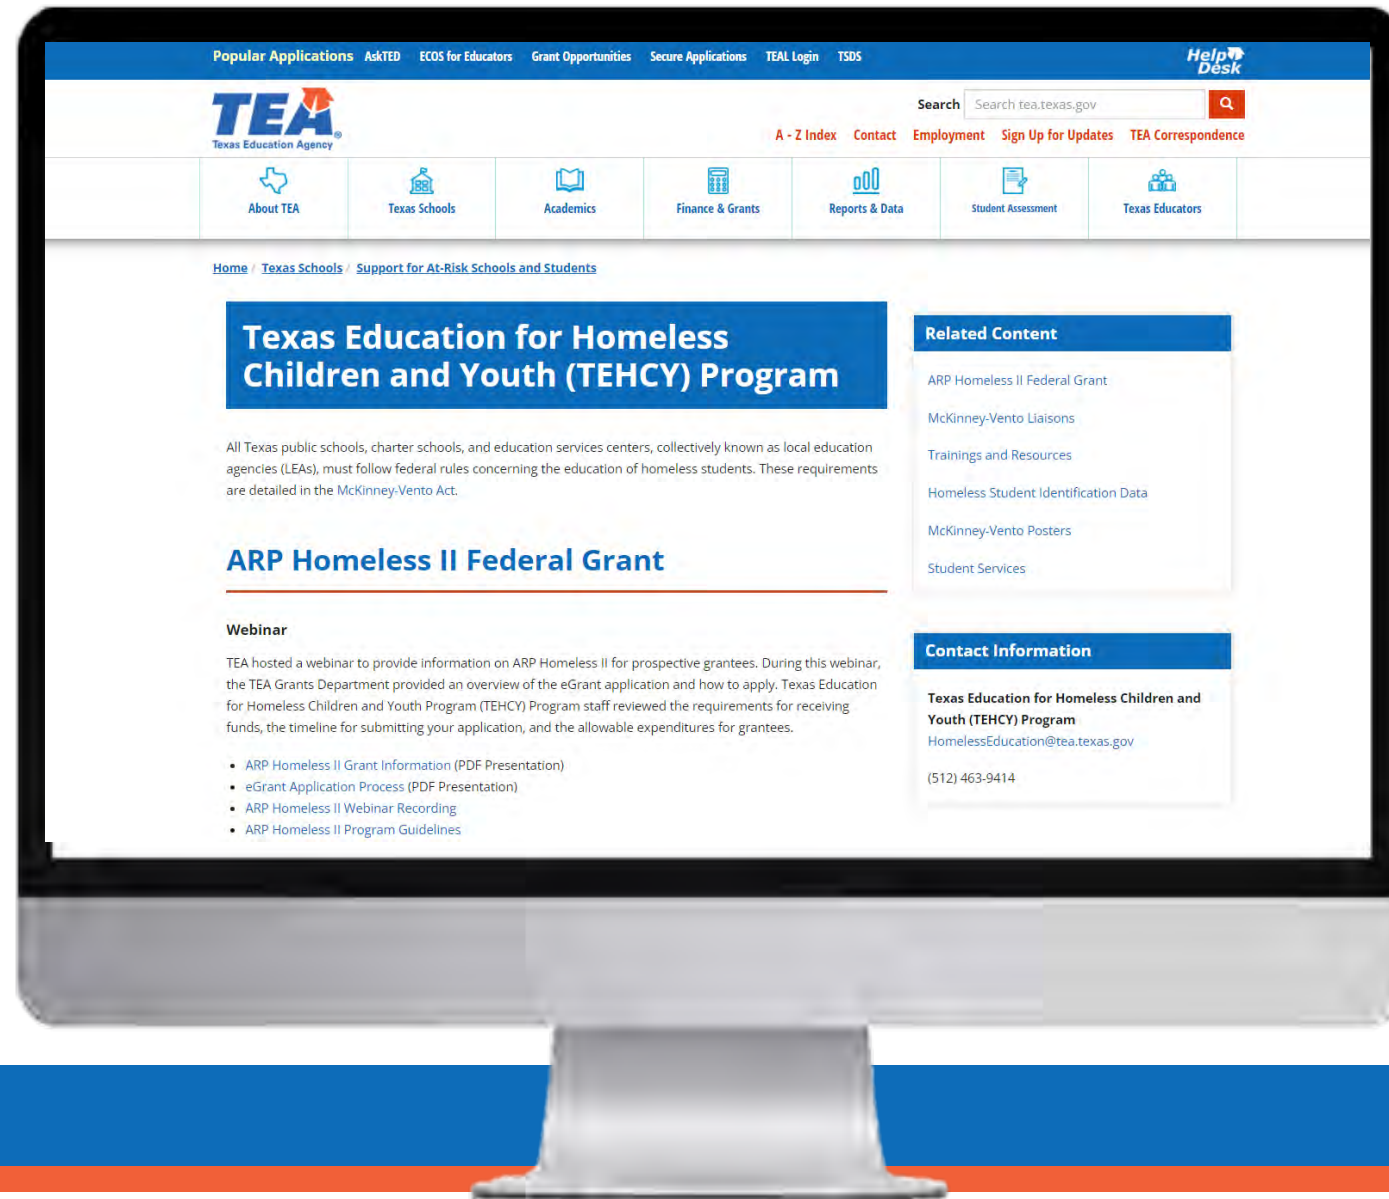 Popular Applications AskTED ECOS for Educators Grant Opportunities Secure Applications TEAL Login TSDS
Help
Desk
TEA
Texas Education Agency
Search Search tea.texas.gov
A - Z Index Contact Employment Sign Up for Updates TEA Correspondence
About TEA Texas Schools Academics Finance & Grants Reports & Data Student Assessment Texas Educators
Home / Texas Schools / Support for At-Risk Schools and Students
Texas Education for Homeless
Children and Youth (TEHCY) Program
All Texas public schools, charter schools, and education services centers, collectively known as local education
agencies (LEAs), must follow federal rules concerning the education of homeless students. These requirements
are detailed in the McKinney-Vento Act.
ARP Homeless II Federal Grant
Webinar
TEA hosted a webinar to provide information on ARP Homeless II for prospective grantees. During this webinar,
the TEA Grants Department provided an overview of the eGrant application and how to apply. Texas Education
for Homeless Children and Youth Program (TEHCY) Program staff reviewed the requirements for receiving
funds, the timeline for submitting your application, and the allowable expenditures for grantees.
• ARP Homeless II Grant Information (PDF Presentation)
• eGrant Application Process (PDF Presentation)
• ARP Homeless II Webinar Recording
• ARP Homeless II Program Guidelines
Related Content
ARP Homeless II Federal Grant
McKinney-Vento Liaisons
Trainings and Resources
Homeless Student Identification Data
McKinney-Vento Posters
Student Services
Contact Information
Texas Education for Homeless Children and
Youth (TEHCY) Program
HomelessEducation@tea.texas.gov
(512) 463-9414